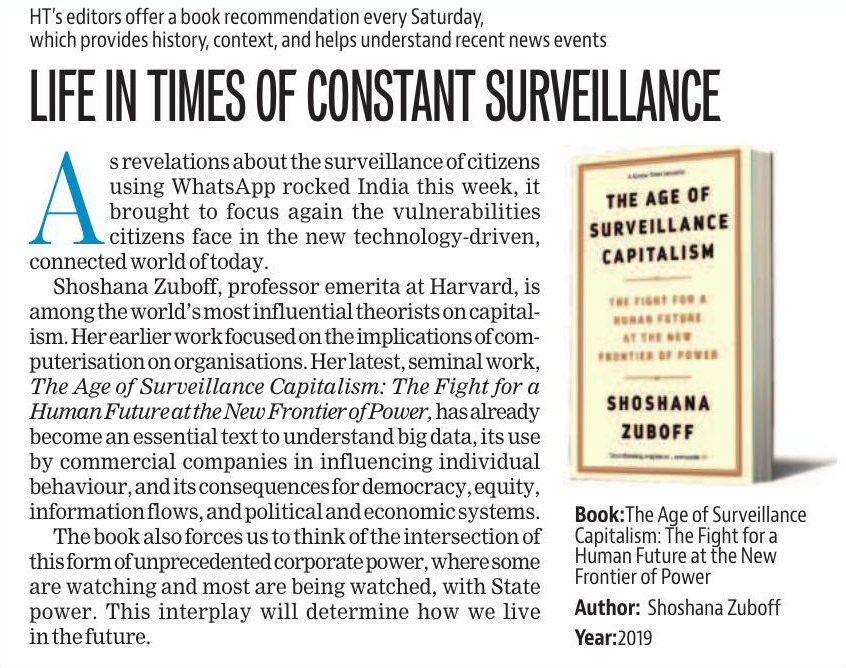 HT's editors offer a book recommendation every Saturday,
which provides history, context, and helps understand recent news events
LIFE IN TIMES OF CONSTANT SURVEILLANCE
As revelations about the surveillance of citizens
using WhatsApp rocked India this week, it
brought to focus again the vulnerabilities
citizens face in the new technology-driven,
connected world of today.
Shoshana Zuboff, professor emerita at Harvard, is
among the world's most influential theorists on capital-
ism. Her earlier work focused on the implications of com-
puterisation on organisations. Her latest, seminal work,
The Age of Surveillance Capitalism: The Fight for a
Human Future at the New Frontier of Power, has already
become an essential text to understand big data, its use
by commercial companies in influencing individual
behaviour, and its consequences for democracy, equity,
information flows, and political and economic systems.
The book also forces us to think of the intersection of
this form of unprecedented corporate power, where some
are watching and most are being watched, with State
power. This interplay will determine how we live
in the future.
THE AGE OF
SURVEILLANCE
CAPITALISM
THE FIGHT FOR A
HUMAN FUTURE
AT THE NEW
FRONTIER OF POWER
SHOSHANA
ZUBOFF
Book:The Age of Surveillance
Capitalism: The Fight for a
Human Future at the New
Frontier of Power
Author: Shoshana Zuboff
Year:2019